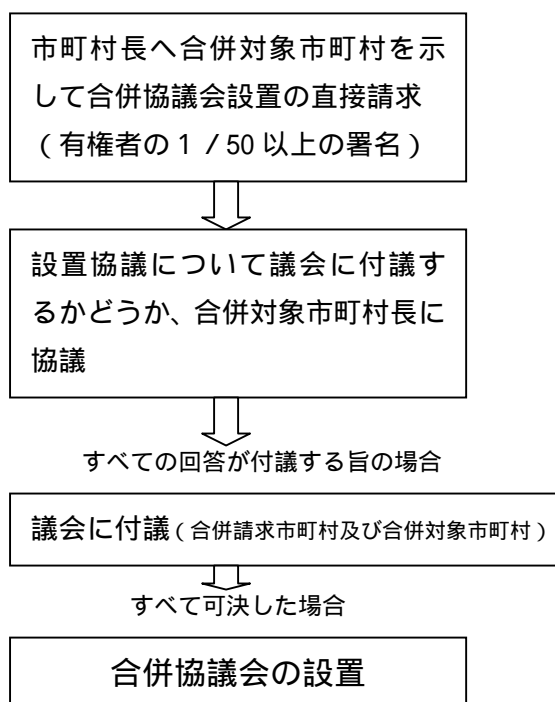 市町村長へ合併対象市町村を示
して合併協議会設置の直接請求
（有権者の１／50以上の署名）
設置協議について議会に付議す
るかどうか、合併対象市町村長に
協議
すべての回答が付議する旨の場合
議会に付議（合併請求市町村及び合併対象市町村）
すべて可決した場合
合併協議会の設置